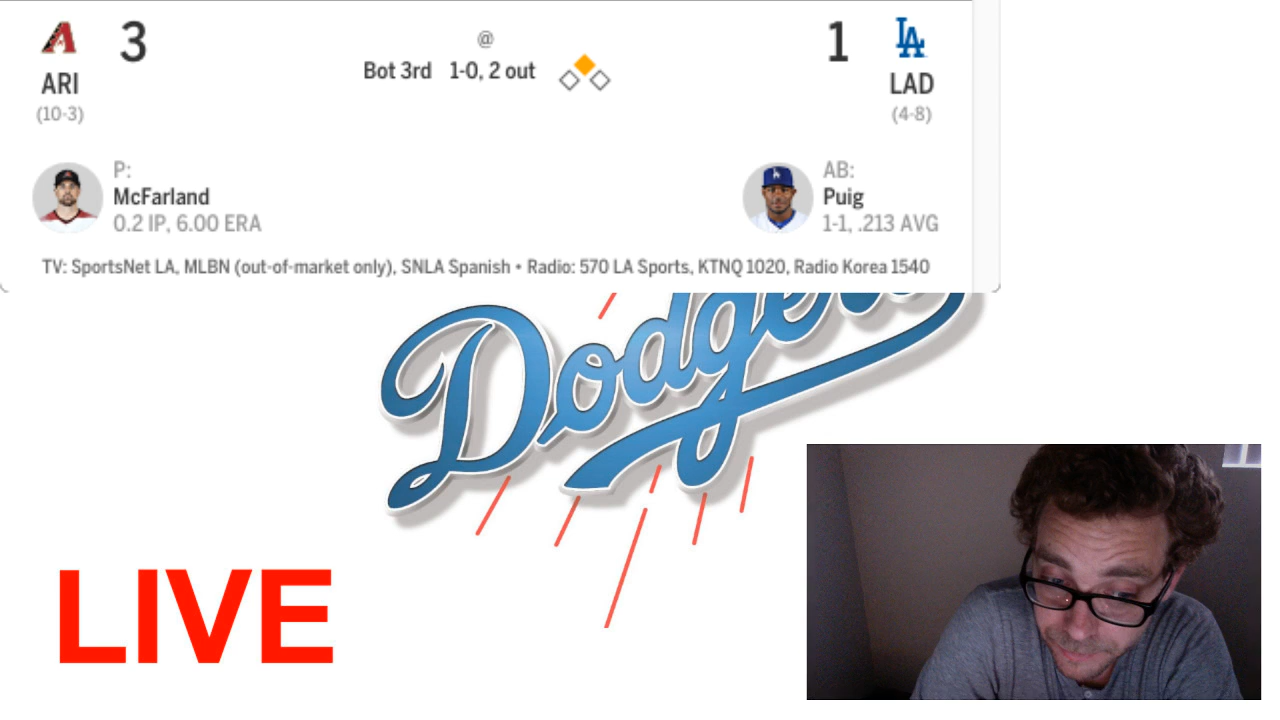 3
@
1
Bot 3rd 1-0, 2 out
ARI
LAD
(10-3)
(4-8)
P:
McFarland
0.2 IP, 6.00 ERA
AB:
Puig
1-1, .213 AVG
TV: SportsNet LA, MLBN (out-of-market only), SNLA Spanish • Radio: 570 LA Sports, KTNQ 1020, Radio Korea 1540
Dodgers
LIVE